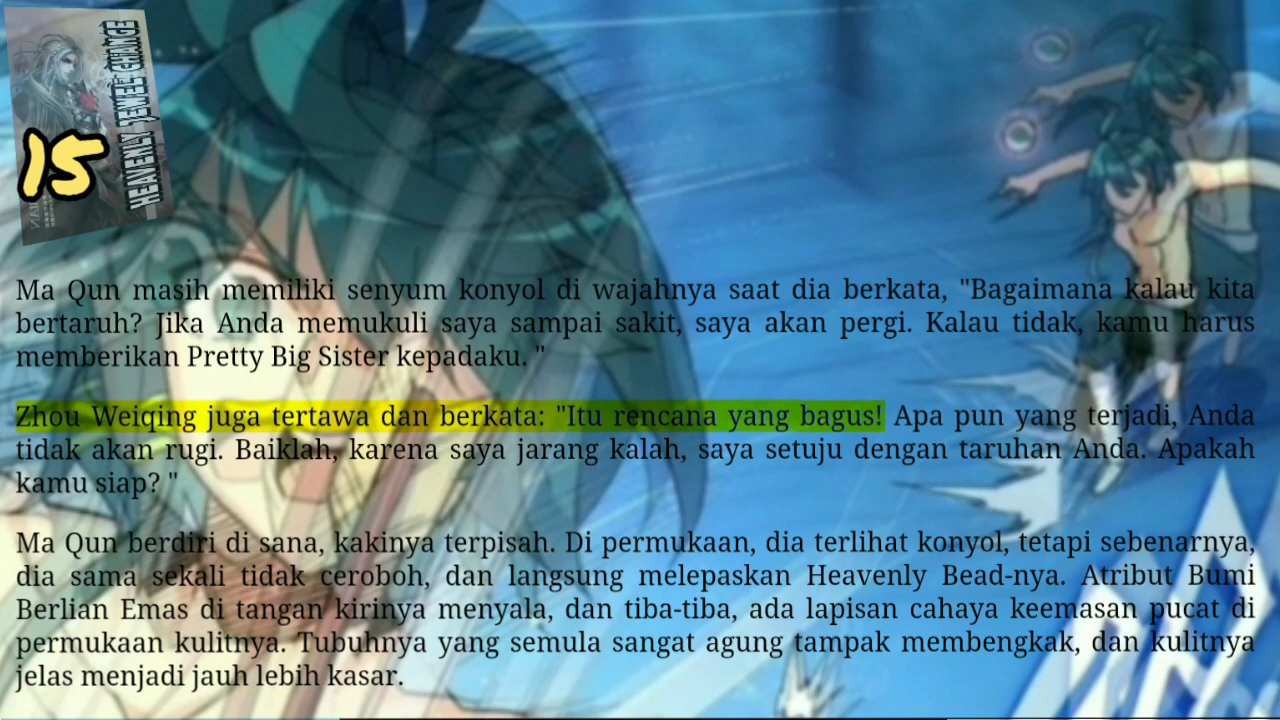 HEAVENLY JEWEL CHANGE
15
Ma Qun masih memiliki senyum konyol di wajahnya saat dia berkata, "Bagaimana kalau kita
bertaruh? Jika Anda memukuli saya sampai sakit, saya akan pergi. Kalau tidak, kamu harus
memberikan Pretty Big Sister kepadaku. "
Zhou Weiqing juga tertawa dan berkata: "Itu rencana yang bagus! Apa pun yang terjadi, Anda
tidak akan rugi. Baiklah, karena saya jarang kalah, saya setuju dengan taruhan Anda. Apakah
kamu siap? "
Ma Qun berdiri di sana, kakinya terpisah. Di permukaan, dia terlihat konyol, tetapi sebenarnya,
dia sama sekali tidak ceroboh, dan langsung melepaskan Heavenly Bead-nya. Atribut Bumi
Berlian Emas di tangan kirinya menyala, dan tiba-tiba, ada lapisan cahaya keemasan pucat di
permukaan kulitnya. Tubuhnya yang semula sangat agung tampak membengkak, dan kulitnya
jelas menjadi jauh lebih kasar.